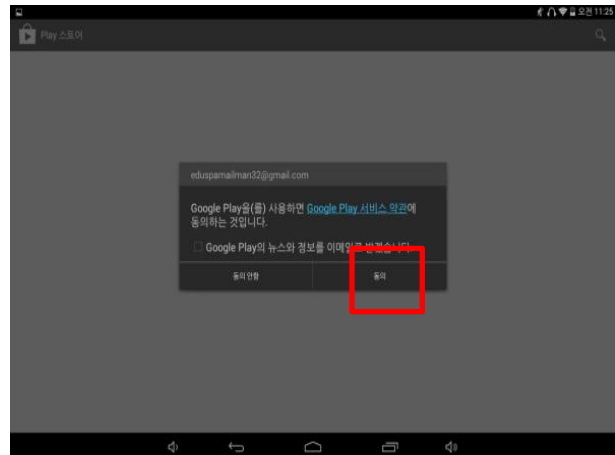 오전 11:25
Play 스토어
eduspamailman32@gmail.com
Google Play을(를) 사용하면 Google Play 서비스 약관에
동의하는 것입니다.
Google Play의 뉴스와 정보를 이메일로 받겠습니다.
동의 안함 동의